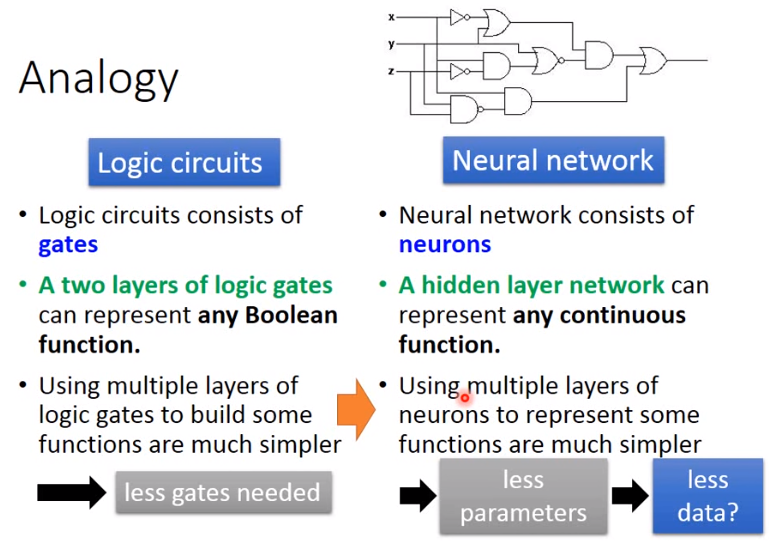 x
y
z
Analogy
Logic circuits
• Logic circuits consists of
gates
• A two layers of logic gates
can represent any Boolean
function.
• Using multiple layers of
logic gates to build some
functions are much simpler
less gates needed
Neural network
• Neural network consists of
neurons
• A hidden layer network can
represent any continuous
function.
• Using multiple layers of
neurons to represent some
functions are much simpler
less
parameters
less
data?